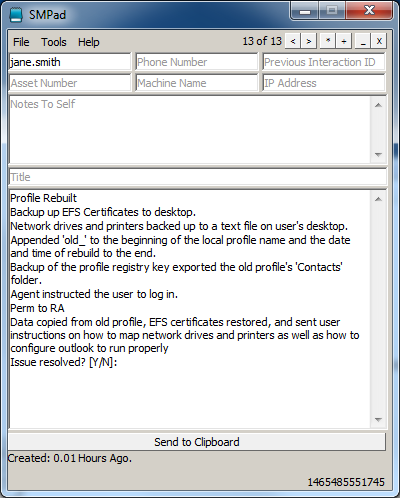 SMPad
File Tools Help 13 of 13 < > * + _ x
jane.smith Phone Number Previous Interaction ID
Asset Number Machine Name IP Address
Notes To Self
Title
Profile Rebuilt
Backup up EFS Certificates to desktop.
Network drives and printers backed up to a text file on user's desktop.
Appended 'old_' to the beginning of the local profile name and the date
and time of rebuild to the end.
Backup of the profile registry key exported the old profile's 'Contacts'
folder.
Agent instructed the user to log in.
Perm to RA
Data copied from old profile, EFS certificates restored, and sent user
instructions on how to map network drives and printers as well as how to
configure outlook to run properly
Issue resolved? [Y/N]:
Send to Clipboard
Created: 0.01 Hours Ago.
1465485551745